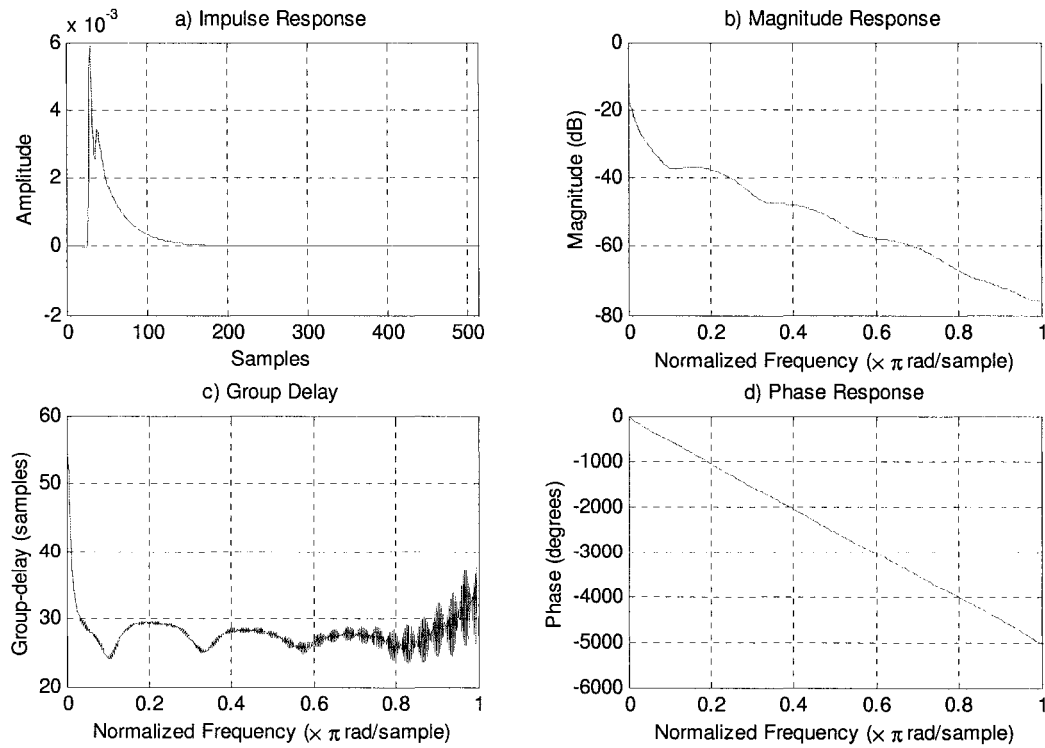 a) Impulse Response
× 10⁻³
6
4
2
0
-2
Amplitude
0 100 200 300 400 500
Samples
b) Magnitude Response
0
-20
-40
-60
-80
Magnitude (dB)
0 0.2 0.4 0.6 0.8 1
Normalized Frequency (× π rad/sample)
c) Group Delay
60
50
40
30
20
Group-delay (samples)
0 0.2 0.4 0.6 0.8 1
Normalized Frequency (× π rad/sample)
d) Phase Response
0
-1000
-2000
-3000
-4000
-5000
-6000
Phase (degrees)
0 0.2 0.4 0.6 0.8 1
Normalized Frequency (× π rad/sample)